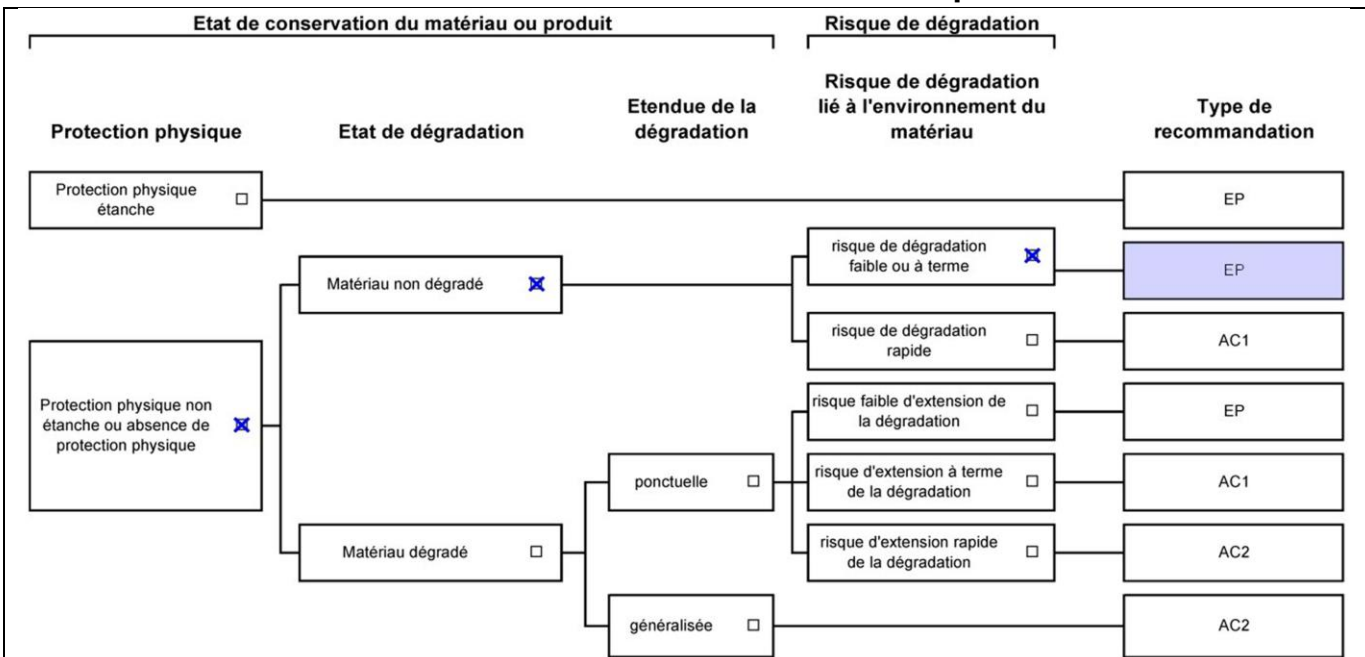 Etat de conservation du matériau ou produit
Risque de dégradation
Protection physique
Etat de dégradation
Etendue de la
dégradation
Risque de dégradation
lié à l'environnement du
matériau
Type de
recommandation
Protection physique
étanche
EP
risque de dégradation
faible ou à terme
EP
Matériau non dégradé
risque de dégradation
rapide
AC1
Protection physique non
étanche ou absence de
protection physique
risque faible d'extension de
la dégradation
EP
ponctuelle
risque d'extension à terme
de la dégradation
AC1
Matériau dégradé
risque d'extension rapide
de la dégradation
AC2
généralisée
AC2